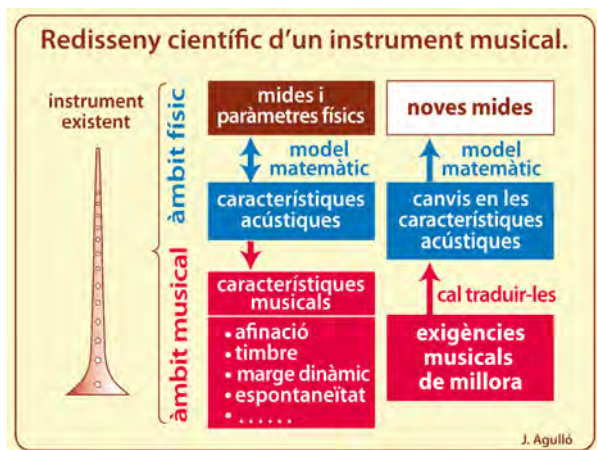 Redisseny científic d'un instrument musical.
instrument
existent
àmbit físic
àmbit musical
mides i
paràmetres físics
model
matemàtic
característiques
acústiques
característiques
musicals
• afinació
• timbre
• marge dinàmic
• espontaneïtat
• . . . . . .
noves mides
model
matemàtic
canvis en les
característiques
acústiques
cal traduir-les
exigències
musicals
de millora
J. Agulló